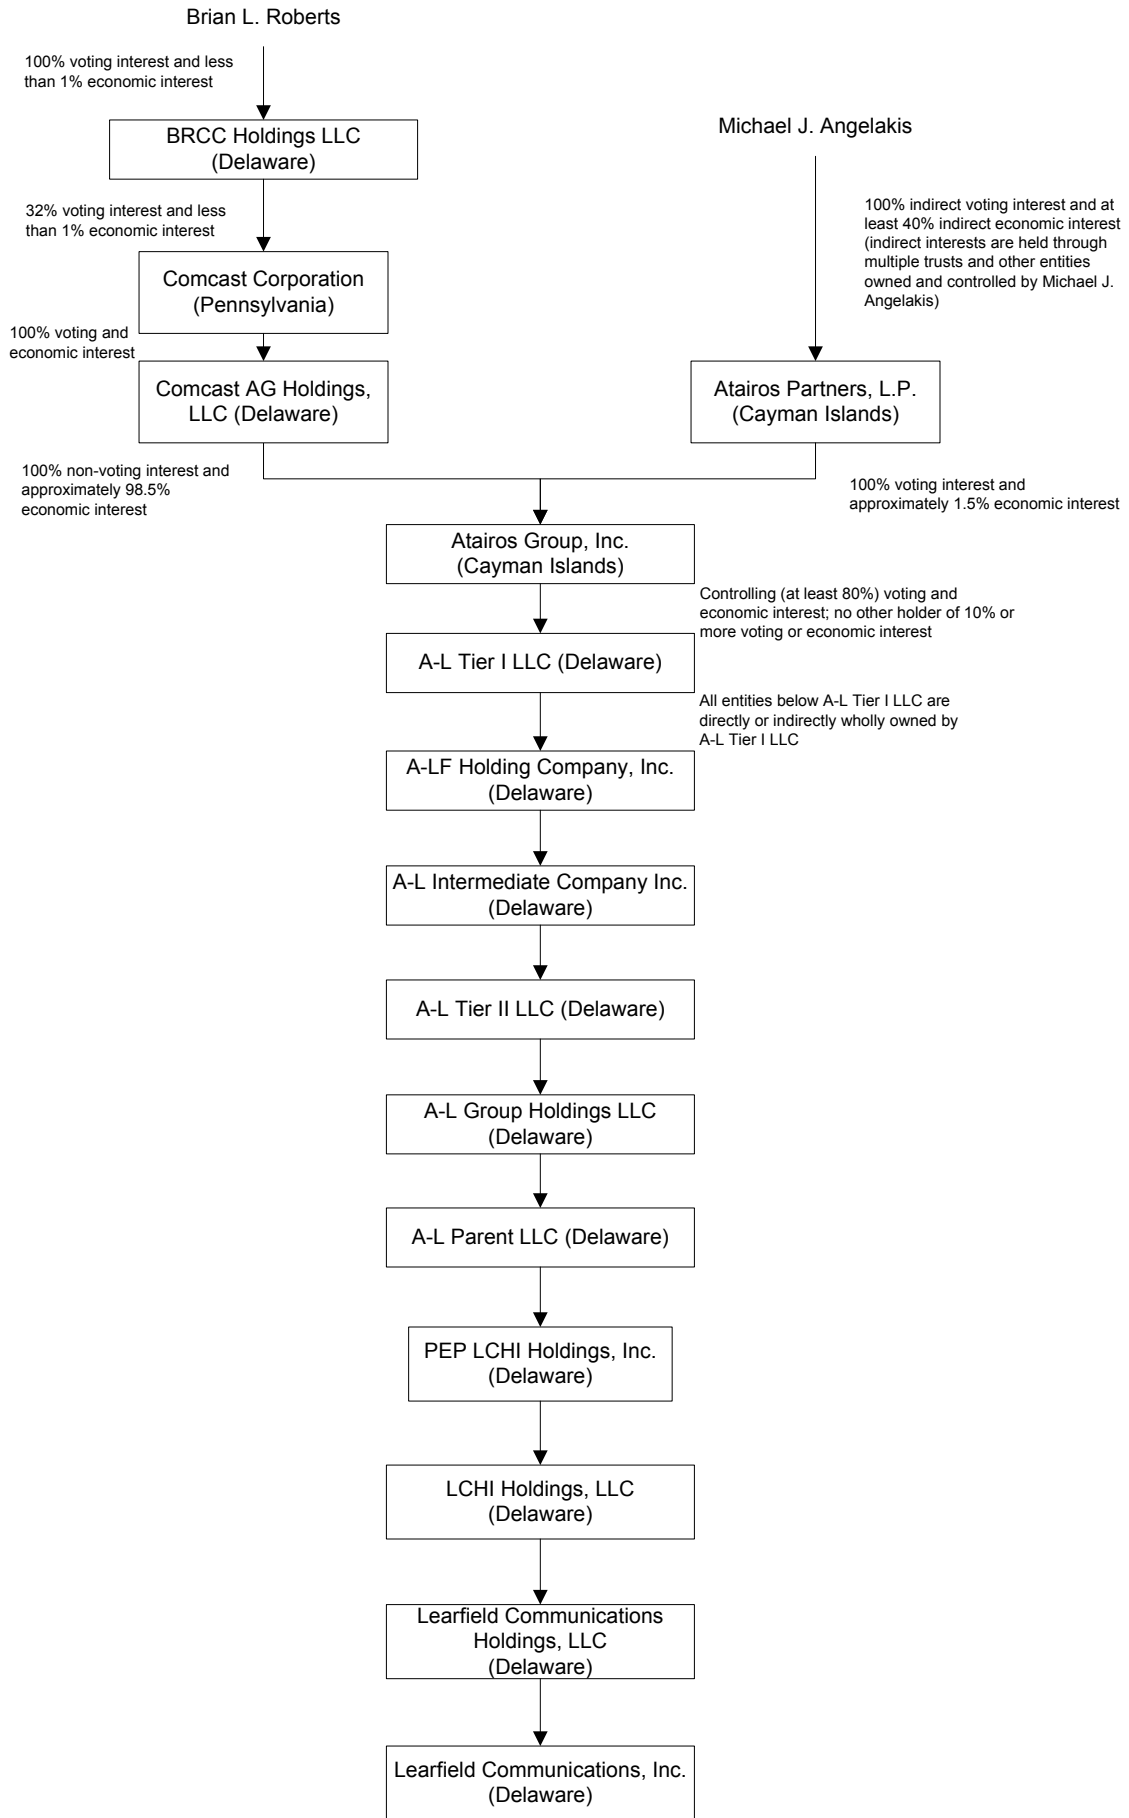 Brian L. Roberts
100% voting interest and less
than 1% economic interest
BRCC Holdings LLC
(Delaware)
Michael J. Angelakis
32% voting interest and less
than 1% economic interest
100% indirect voting interest and at
least 40% indirect economic interest
(indirect interests are held through
multiple trusts and other entities
owned and controlled by Michael J.
Angelakis)
Comcast Corporation
(Pennsylvania)
100% voting and
economic interest
Comcast AG Holdings,
LLC (Delaware)
Atairos Partners, L.P.
(Cayman Islands)
100% non-voting interest and
approximately 98.5%
economic interest
100% voting interest and
approximately 1.5% economic interest
Atairos Group, Inc.
(Cayman Islands)
Controlling (at least 80%) voting and
economic interest; no other holder of 10% or
more voting or economic interest
A-L Tier I LLC (Delaware)
All entities below A-L Tier I LLC are
directly or indirectly wholly owned by
A-L Tier I LLC
A-LF Holding Company, Inc.
(Delaware)
A-L Intermediate Company Inc.
(Delaware)
A-L Tier II LLC (Delaware)
A-L Group Holdings LLC
(Delaware)
A-L Parent LLC (Delaware)
PEP LCHI Holdings, Inc.
(Delaware)
LCHI Holdings, LLC
(Delaware)
Learfield Communications
Holdings, LLC
(Delaware)
Learfield Communications, Inc.
(Delaware)